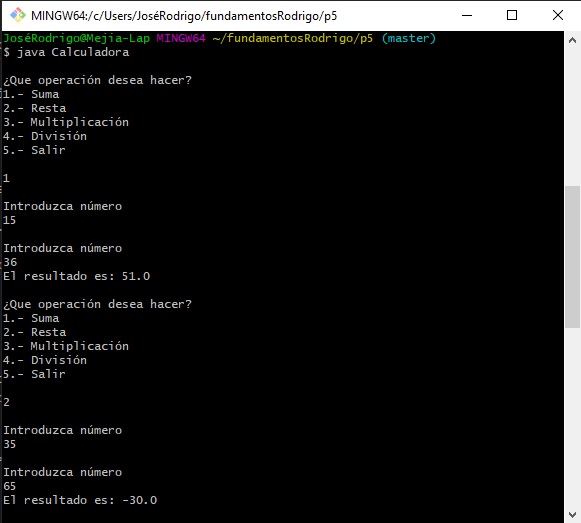 MINGW64:/c/Users/JoséRodrigo/fundamentosRodrigo/p5
JoséRodrigo@Mejia-Lap MINGW64 ~/fundamentosRodrigo/p5 (master)
$ java Calculadora
¿Que operación desea hacer?
1.- Suma
2.- Resta
3.- Multiplicación
4.- División
5.- Salir
1
Introduzca número
15
Introduzca número
36
El resultado es: 51.0
¿Que operación desea hacer?
1.- Suma
2.- Resta
3.- Multiplicación
4.- División
5.- Salir
2
Introduzca número
35
Introduzca número
65
El resultado es: -30.0